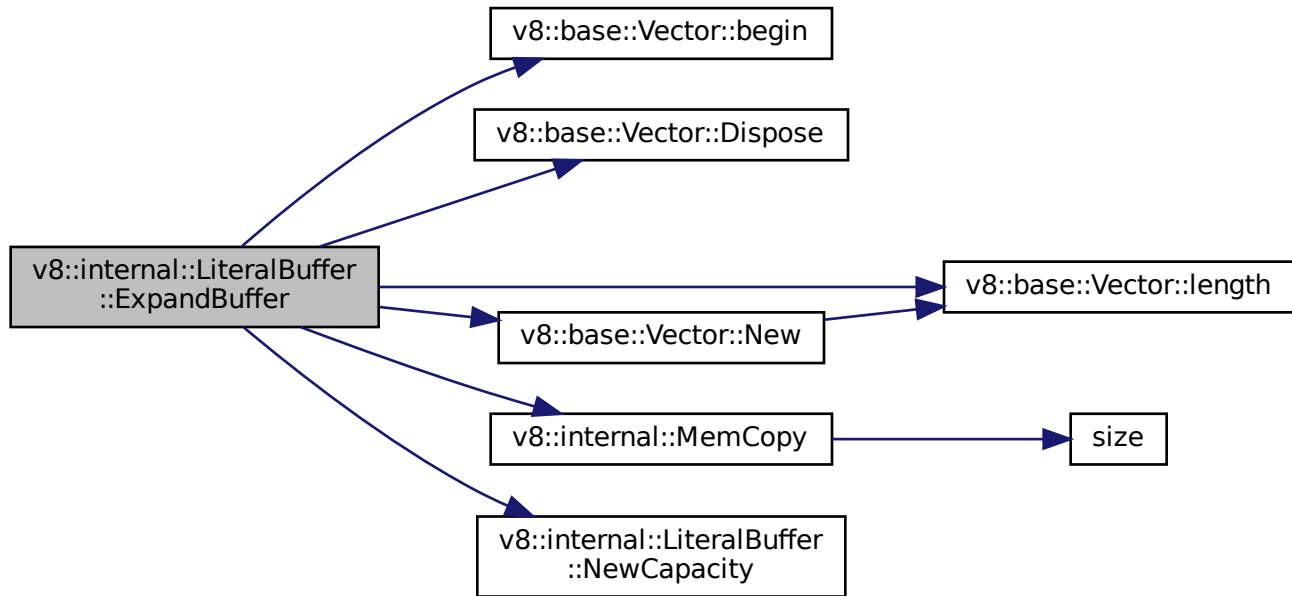 v8::base::Vector::begin
v8::base::Vector::Dispose
v8::internal::LiteralBuffer
::ExpandBuffer
v8::base::Vector::length
v8::base::Vector::New
v8::internal::MemCopy
size
v8::internal::LiteralBuffer
::NewCapacity